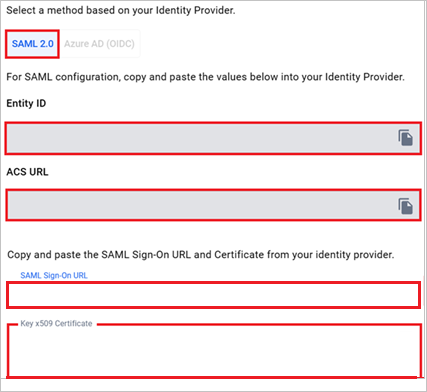 Select a method based on your Identity Provider.
SAML 2.0 Azure AD (OIDC)
For SAML configuration, copy and paste the values below into your Identity Provider.
Entity ID
ACS URL
Copy and paste the SAML Sign-On URL and Certificate from your identity provider.
SAML Sign-On URL
Key x509 Certificate